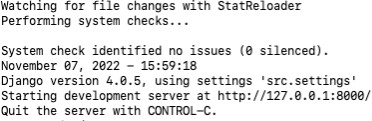 Watching for file changes with StatReloader
Performing system checks...
System check identified no issues (0 silenced).
November 07, 2022 - 15:59:18
Django version 4.0.5, using settings 'src.settings'
Starting development server at http://127.0.0.1:8000/
Quit the server with CONTROL-C.